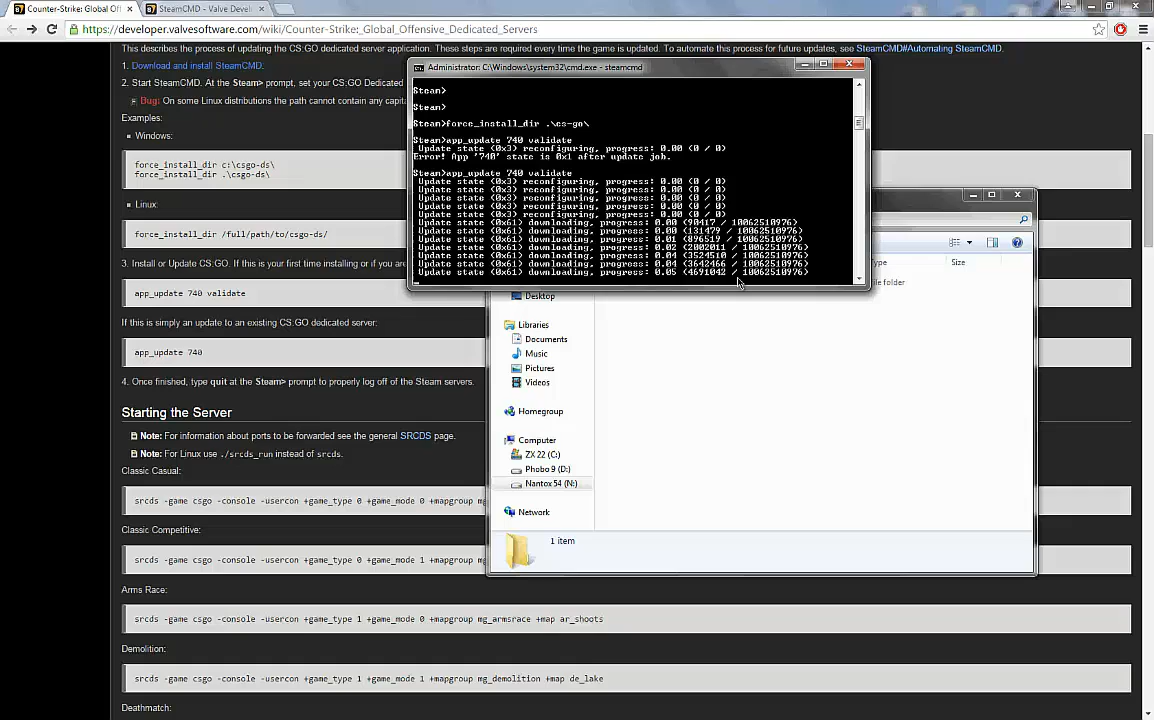 Counter-Strike: Global Of
SteamCMD - Valve Devel
https://developer.valvesoftware.com/wiki/Counter-Strike:_Global_Offensive_Dedicated_Servers
This describes the process of updating the CS:GO dedicated server application. These steps are required every time the game is updated. To automate this process for future updates, see SteamCMD#Automating SteamCMD.
1. Download and install SteamCMD.
2. Start SteamCMD. At the Steam> prompt, set your CS:GO Dedicated
Bug: On some Linux distributions the path cannot contain any capita
Examples:
Windows:
force_install_dir c:\csgo-ds\
force_install_dir .\csgo-ds\
Linux:
force_install_dir /full/path/to/csgo-ds/
3. Install or Update CS:GO. If this is your first time installing or if you are
app_update 740 validate
If this is simply an update to an existing CS:GO dedicated server:
app_update 740
4. Once finished, type quit at the Steam> prompt to properly log off of the Steam servers.
Starting the Server
Note: For information about ports to be forwarded see the general SRCDS page.
Note: For Linux use ./srcds_run instead of srcds.
Classic Casual:
srcds -game csgo -console -usercon +game_type 0 +game_mode 0 +mapgroup mg
Classic Competitive:
srcds -game csgo -console -usercon +game_type 0 +game_mode 1 +mapgroup mg
Arms Race:
srcds -game csgo -console -usercon +game_type 1 +game_mode 0 +mapgroup mg_armsrace +map ar_shoots
Demolition:
srcds -game csgo -console -usercon +game_type 1 +game_mode 1 +mapgroup mg_demolition +map de_lake
Deathmatch:
Administrator: C:\Windows\system32\cmd.exe - steamcmd
Steam>
Steam>
Steam>force_install_dir .\cs-go\
Steam>app_update 740 validate
Update state (0x3) reconfiguring, progress: 0.00 (0 / 0)
Error! App '740' state is 0x1 after update job.
Steam>app_update 740 validate
Update state (0x3) reconfiguring, progress: 0.00 (0 / 0)
Update state (0x3) reconfiguring, progress: 0.00 (0 / 0)
Update state (0x3) reconfiguring, progress: 0.00 (0 / 0)
Update state (0x3) reconfiguring, progress: 0.00 (0 / 0)
Update state (0x3) reconfiguring, progress: 0.00 (0 / 0)
Update state (0x61) downloading, progress: 0.00 (90417 / 10062510976)
Update state (0x61) downloading, progress: 0.00 (131479 / 10062510976)
Update state (0x61) downloading, progress: 0.01 (896519 / 10062510976)
Update state (0x61) downloading, progress: 0.02 (2002011 / 10062510976)
Update state (0x61) downloading, progress: 0.04 (3524510 / 10062510976)
Update state (0x61) downloading, progress: 0.04 (3642466 / 10062510976)
Update state (0x61) downloading, progress: 0.05 (4691042 / 10062510976)
Type
Size
File folder
Desktop
Libraries
Documents
Music
Pictures
Videos
Homegroup
Computer
ZX 22 (C:)
Phobo 9 (D:)
Nantox 54 (N:)
Network
1 item